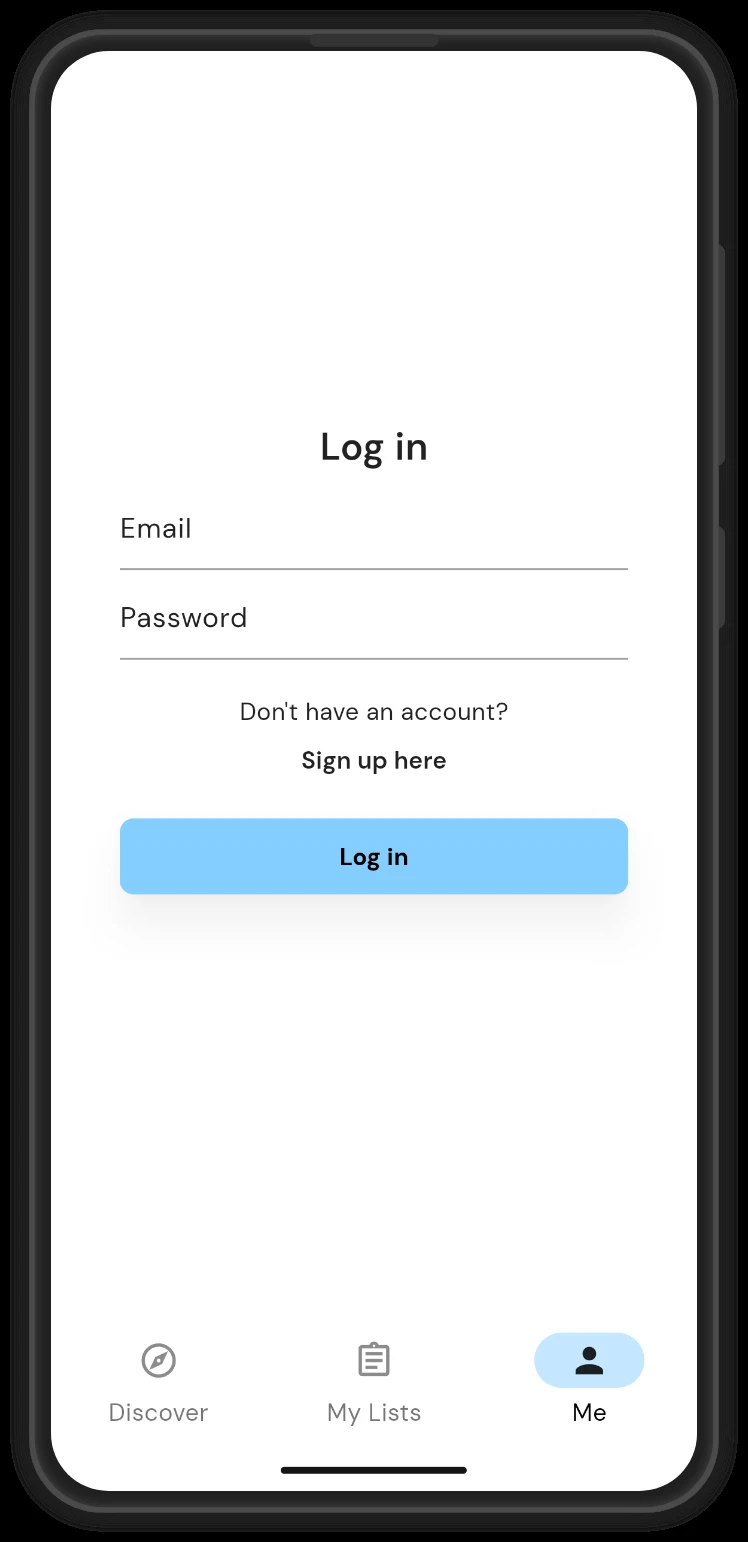 Log in
Email
Password
Don't have an account?
Sign up here
Log in
Discover
My Lists
Me